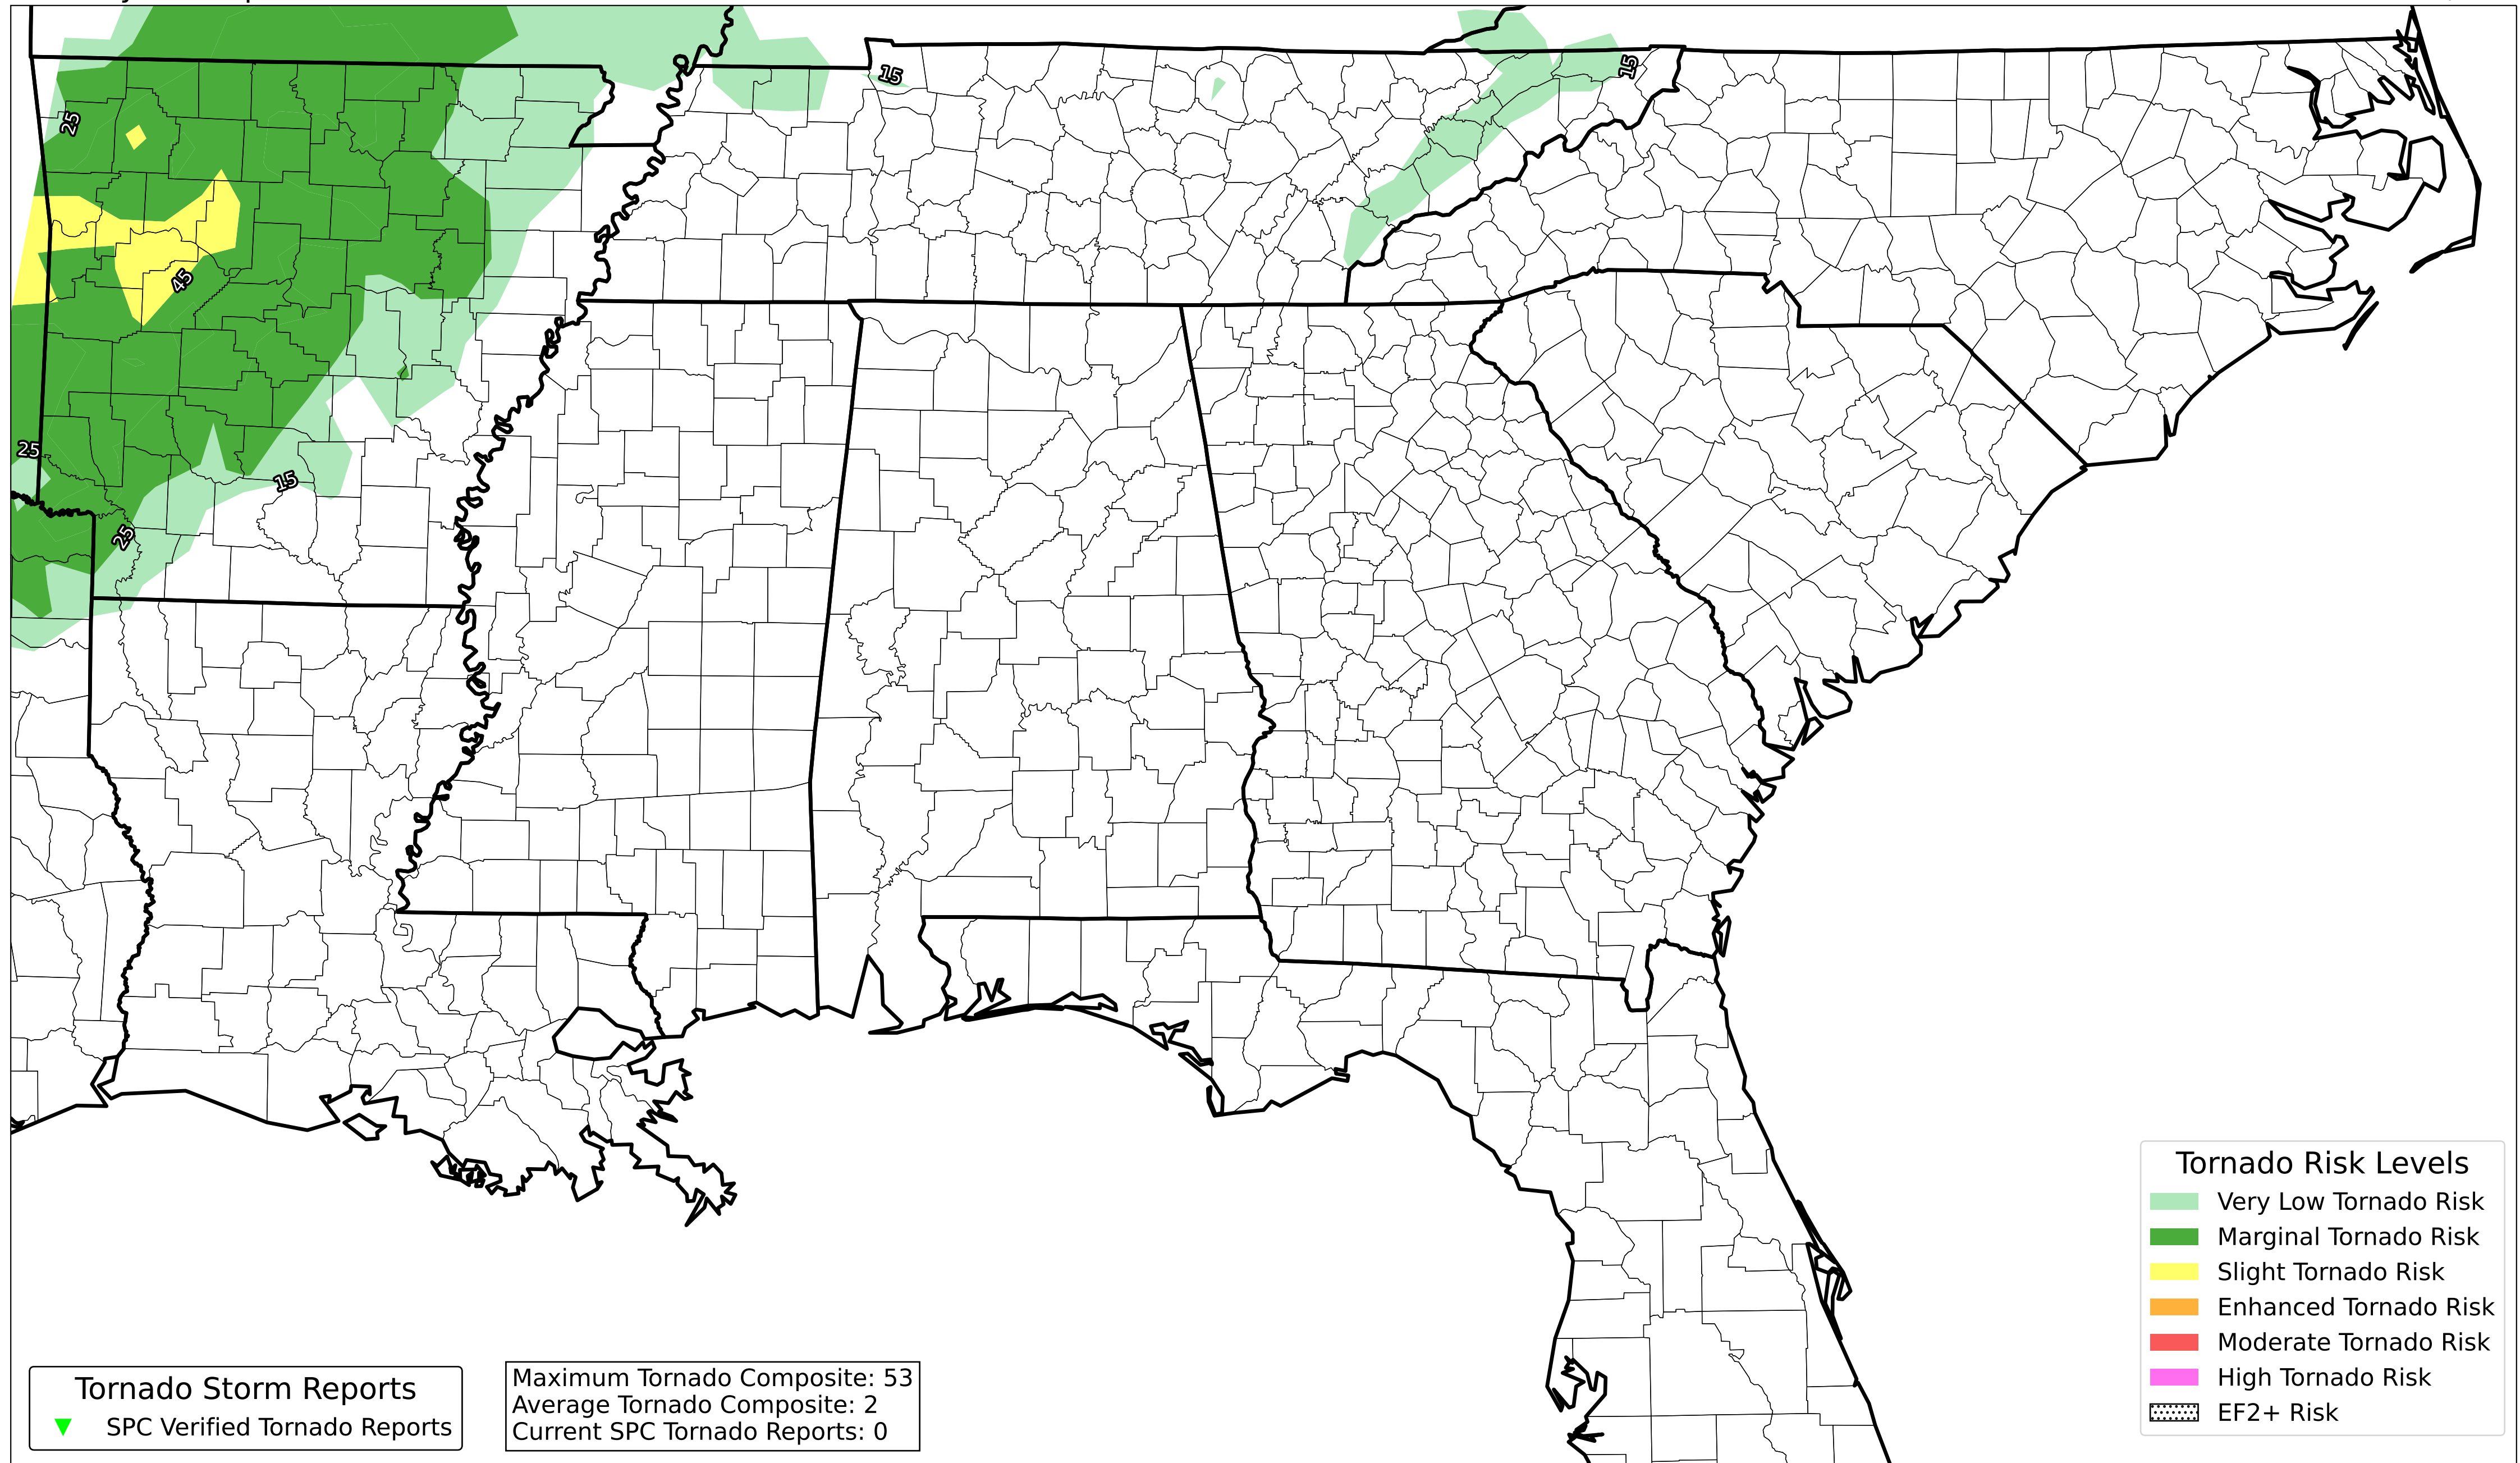 15
15
25
45
25
15
25
Tornado Risk Levels
Very Low Tornado Risk
Marginal Tornado Risk
Slight Tornado Risk
Enhanced Tornado Risk
Moderate Tornado Risk
High Tornado Risk
EF2+ Risk
Tornado Storm Reports
SPC Verified Tornado Reports
Maximum Tornado Composite: 53
Average Tornado Composite: 2
Current SPC Tornado Reports: 0